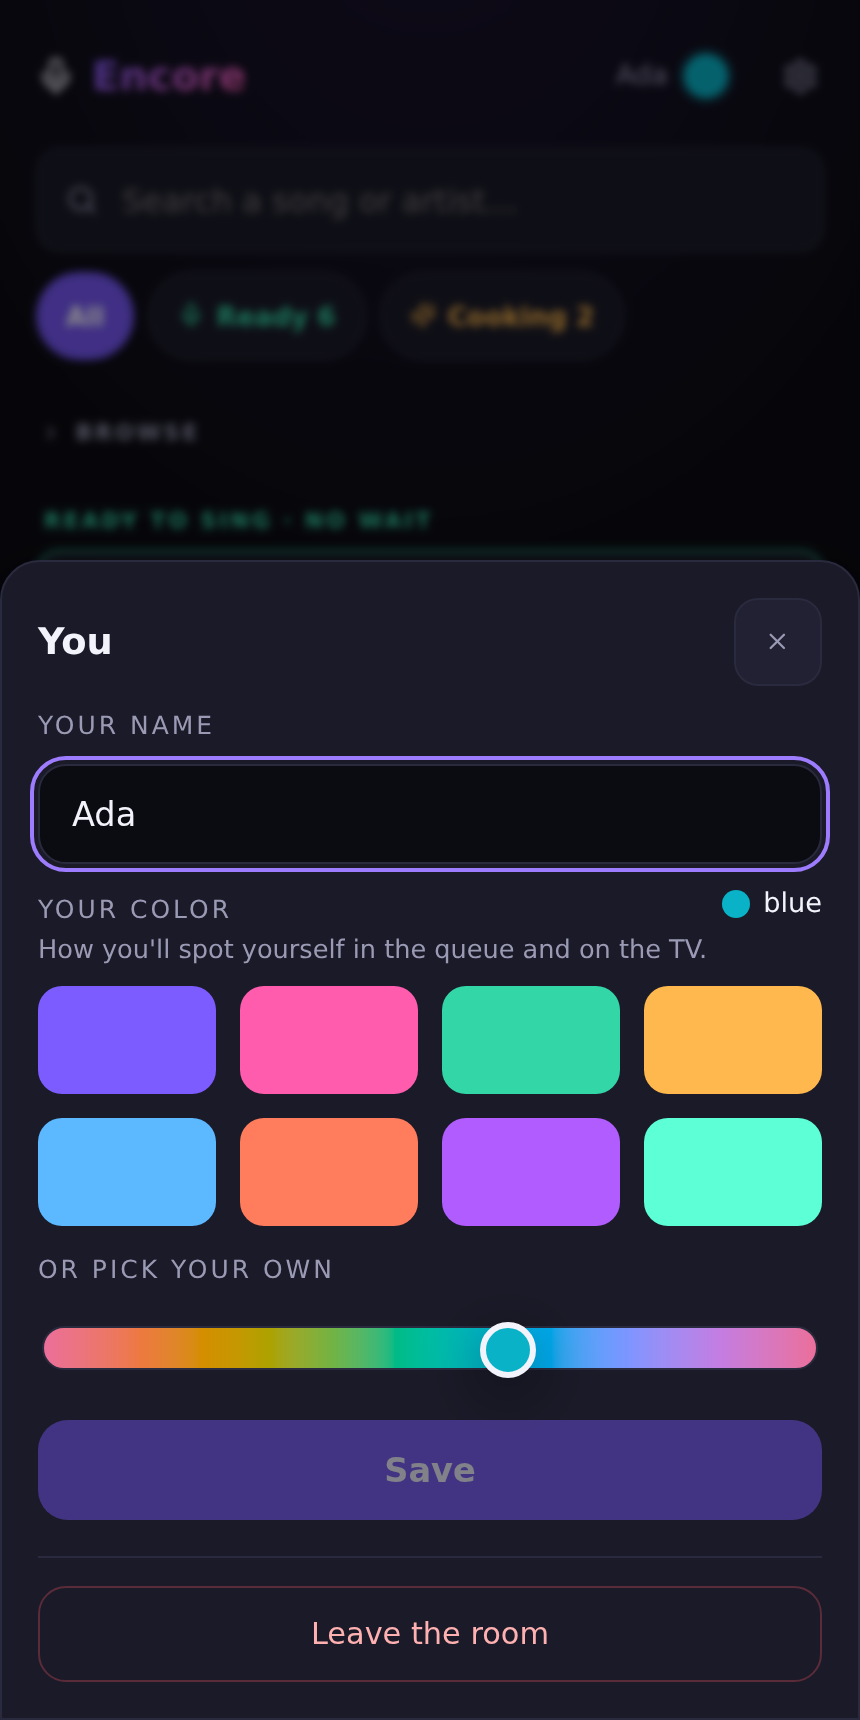 Encore
Ada
Search a song or artist...
All
Ready 6
Cooking 2
› BROWSE
READY TO SING · NO WAIT
You
×
YOUR NAME
Ada
YOUR COLOR
blue
How you'll spot yourself in the queue and on the TV.
OR PICK YOUR OWN
Save
Leave the room